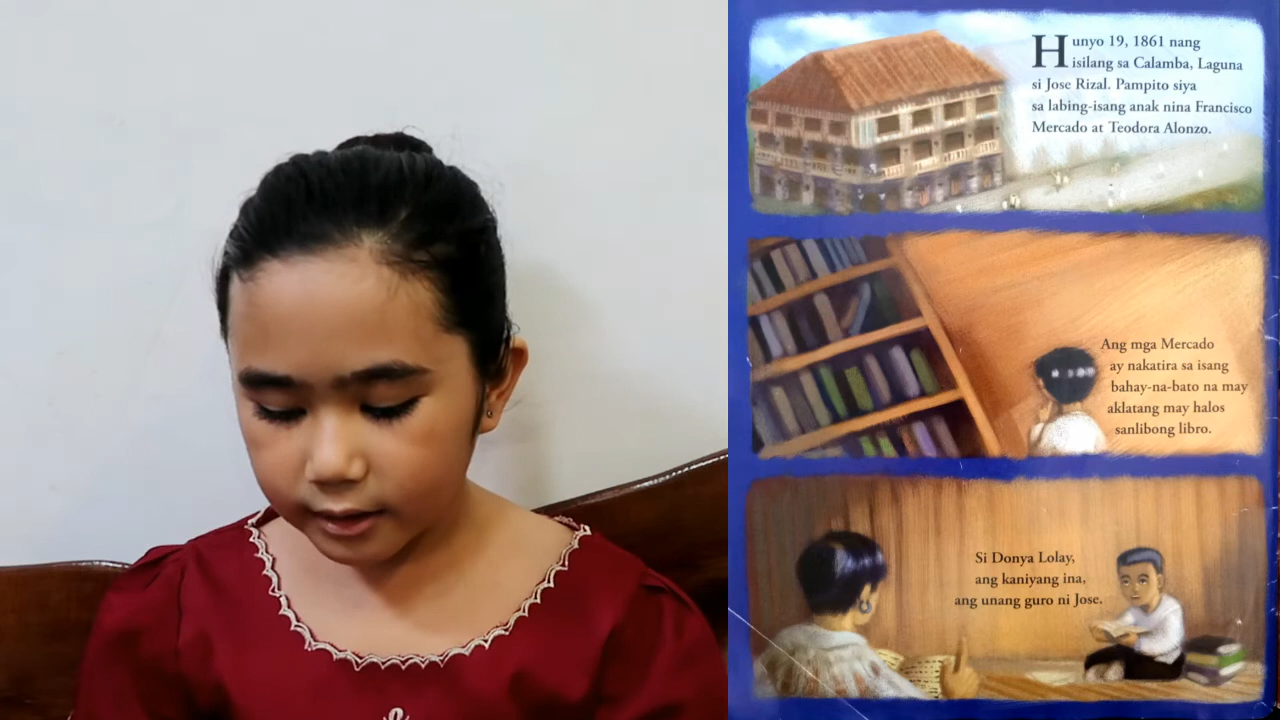 Hunyo 19, 1861 nang
isilang sa Calamba, Laguna
si Jose Rizal. Pampito siya
sa labing-isang anak nina Francisco
Mercado at Teodora Alonzo.
Ang mga Mercado
ay nakatira sa isang
bahay-na-bato na may
aklatang may halos
sanlibong libro.
Si Donya Lolay,
ang kaniyang ina,
ang unang guro ni Jose.